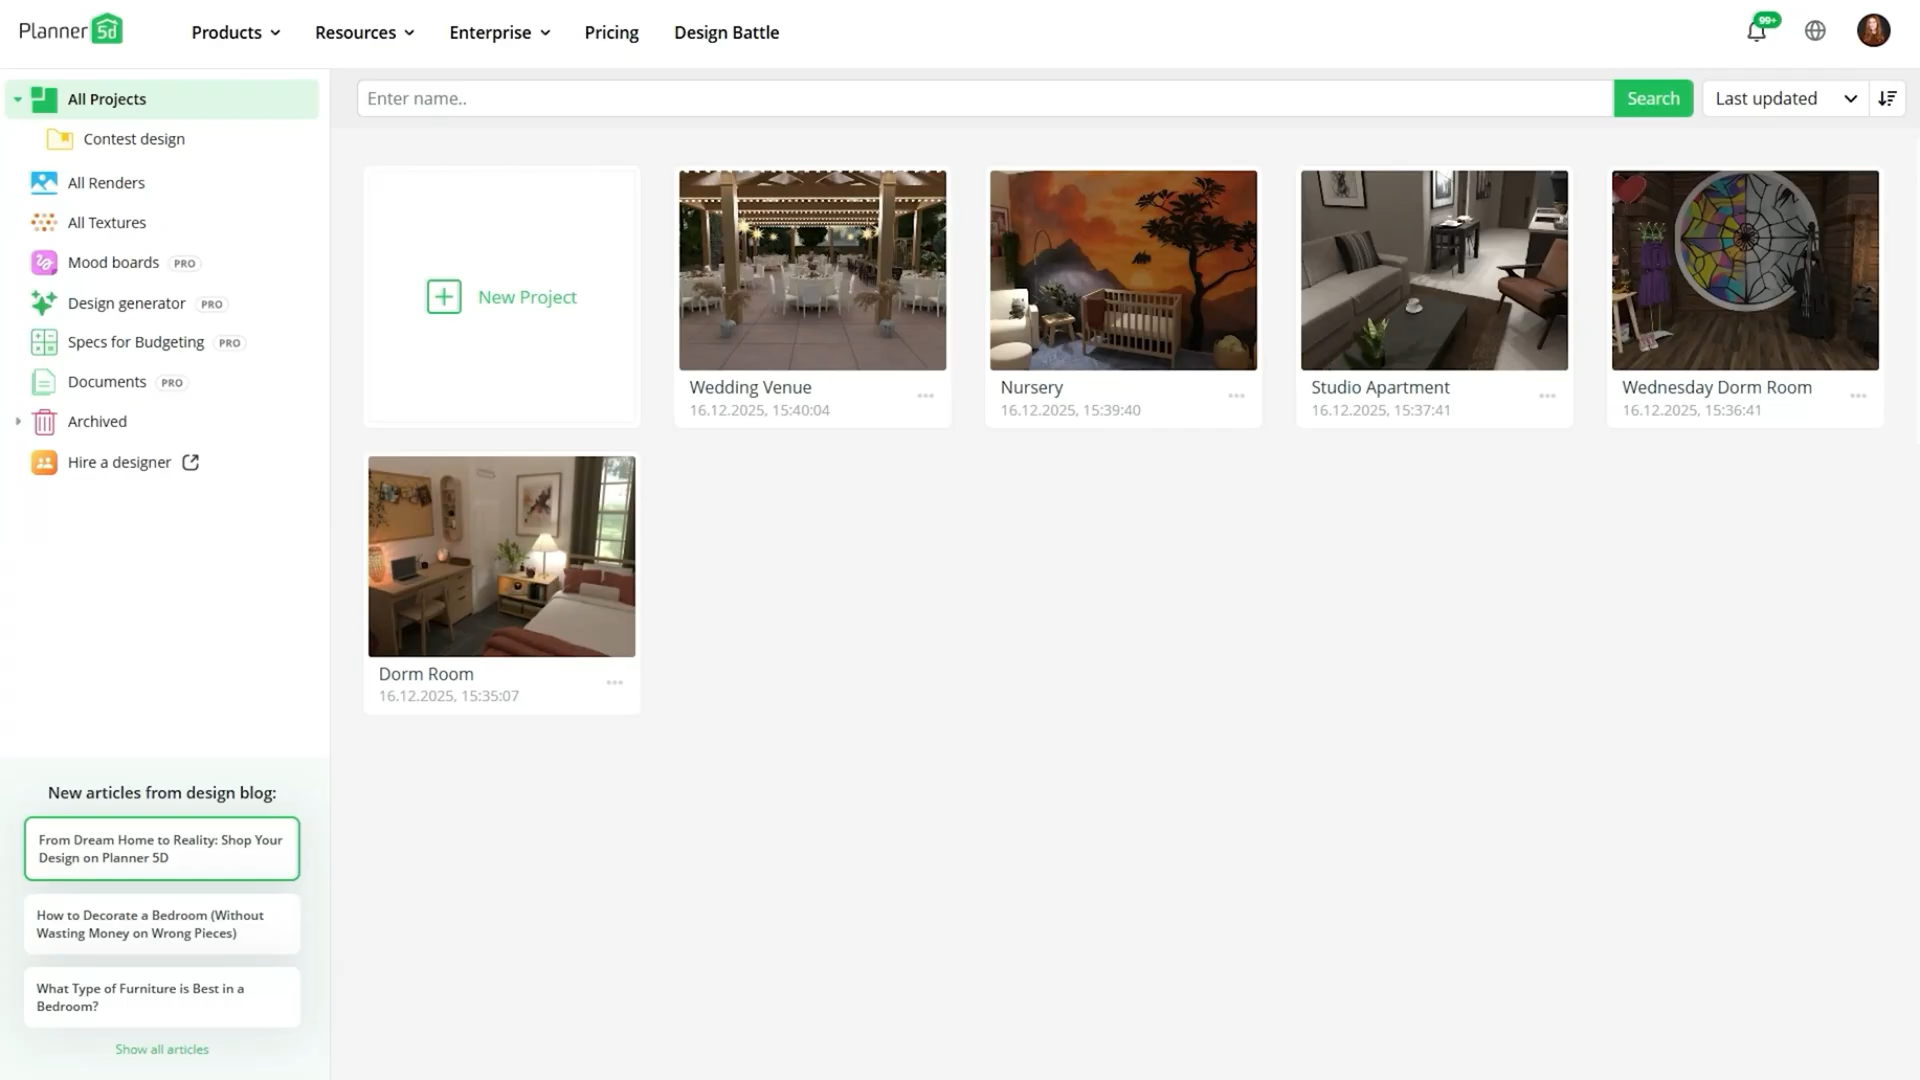 Planner 5d
Products
Resources
Enterprise
Pricing
Design Battle
99+
All Projects
Contest design
All Renders
All Textures
Mood boards PRO
Design generator PRO
Specs for Budgeting PRO
Documents PRO
Archived
Hire a designer
Enter name..
Search
Last updated
New Project
Wedding Venue
16.12.2025, 15:40:04
Nursery
16.12.2025, 15:39:40
Studio Apartment
16.12.2025, 15:37:41
Wednesday Dorm Room
16.12.2025, 15:36:41
Dorm Room
16.12.2025, 15:35:07
New articles from design blog:
From Dream Home to Reality: Shop Your
Design on Planner 5D
How to Decorate a Bedroom (Without
Wasting Money on Wrong Pieces)
What Type of Furniture is Best in a
Bedroom?
Show all articles